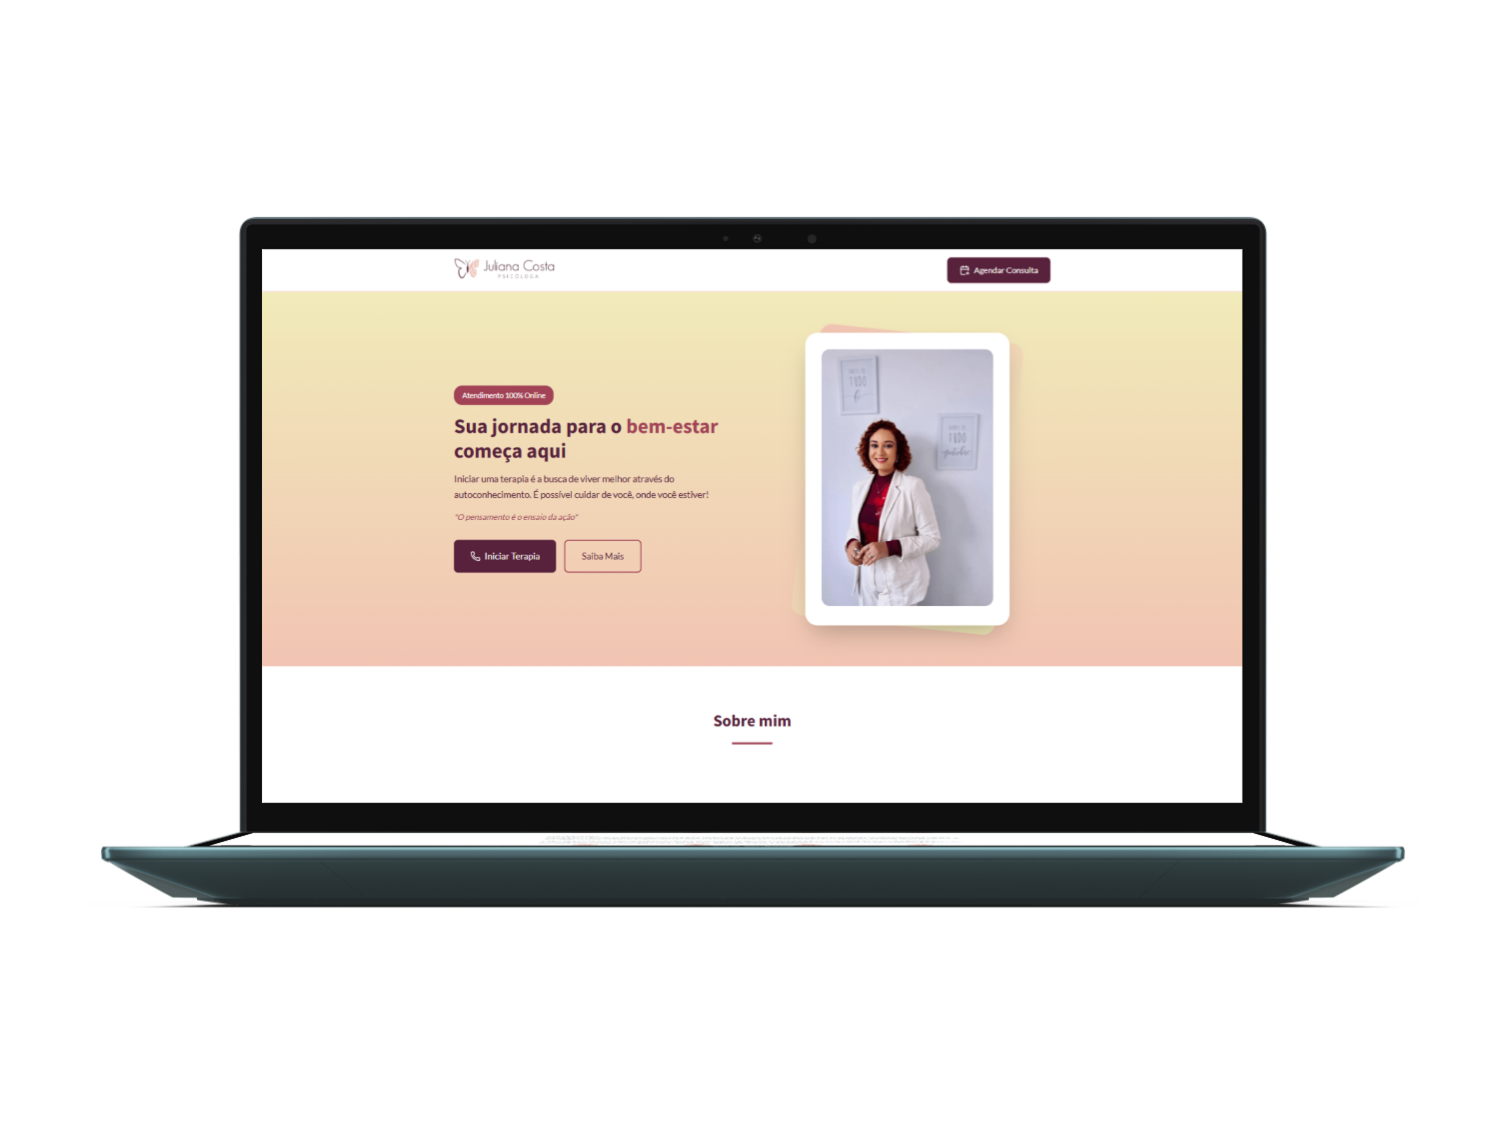 Juliana Costa
PSICÓLOGA
Agendar Consulta
Atendimento 100% Online
Sua jornada para o bem-estar
começa aqui
Iniciar uma terapia é a busca de viver melhor através do
autoconhecimento. É possível cuidar de você, onde você estiver!
"O pensamento é o ensaio da ação"
Iniciar Terapia
Saiba Mais
TUDO
TUDO
Sobre mim